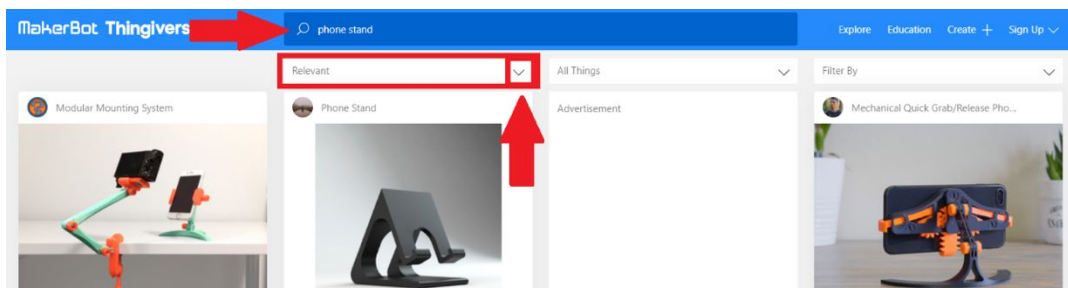 MakerBot Thingivers
phone stand
Explore Education Create + Sign Up
Relevant
All Things
Filter By
Modular Mounting System
Phone Stand
Advertisement
Mechanical Quick Grab/Release Pho...